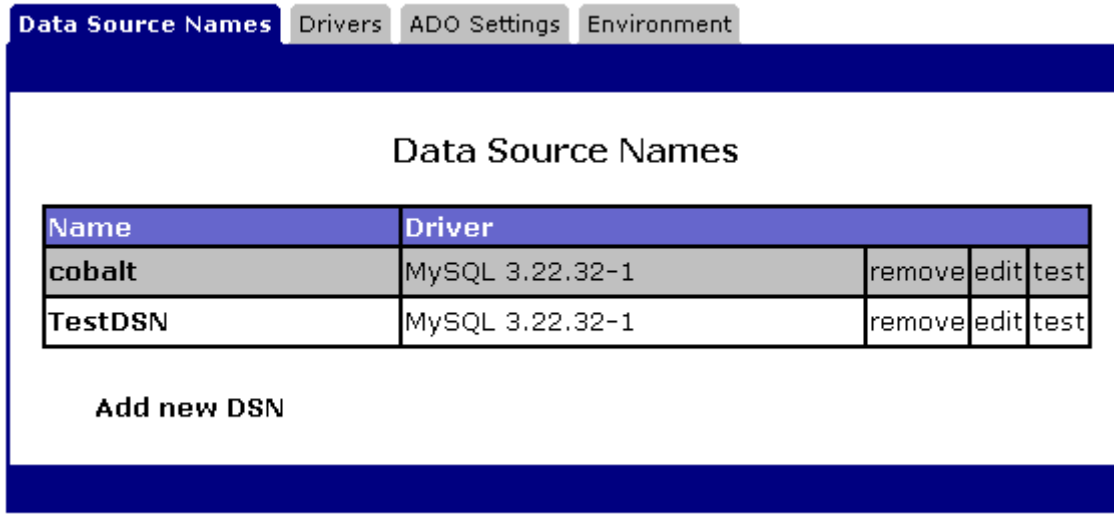 Data Source Names Drivers ADO Settings Environment
Data Source Names
Name Driver
cobalt MySQL 3.22.32-1 remove edit test
TestDSN MySQL 3.22.32-1 remove edit test
Add new DSN